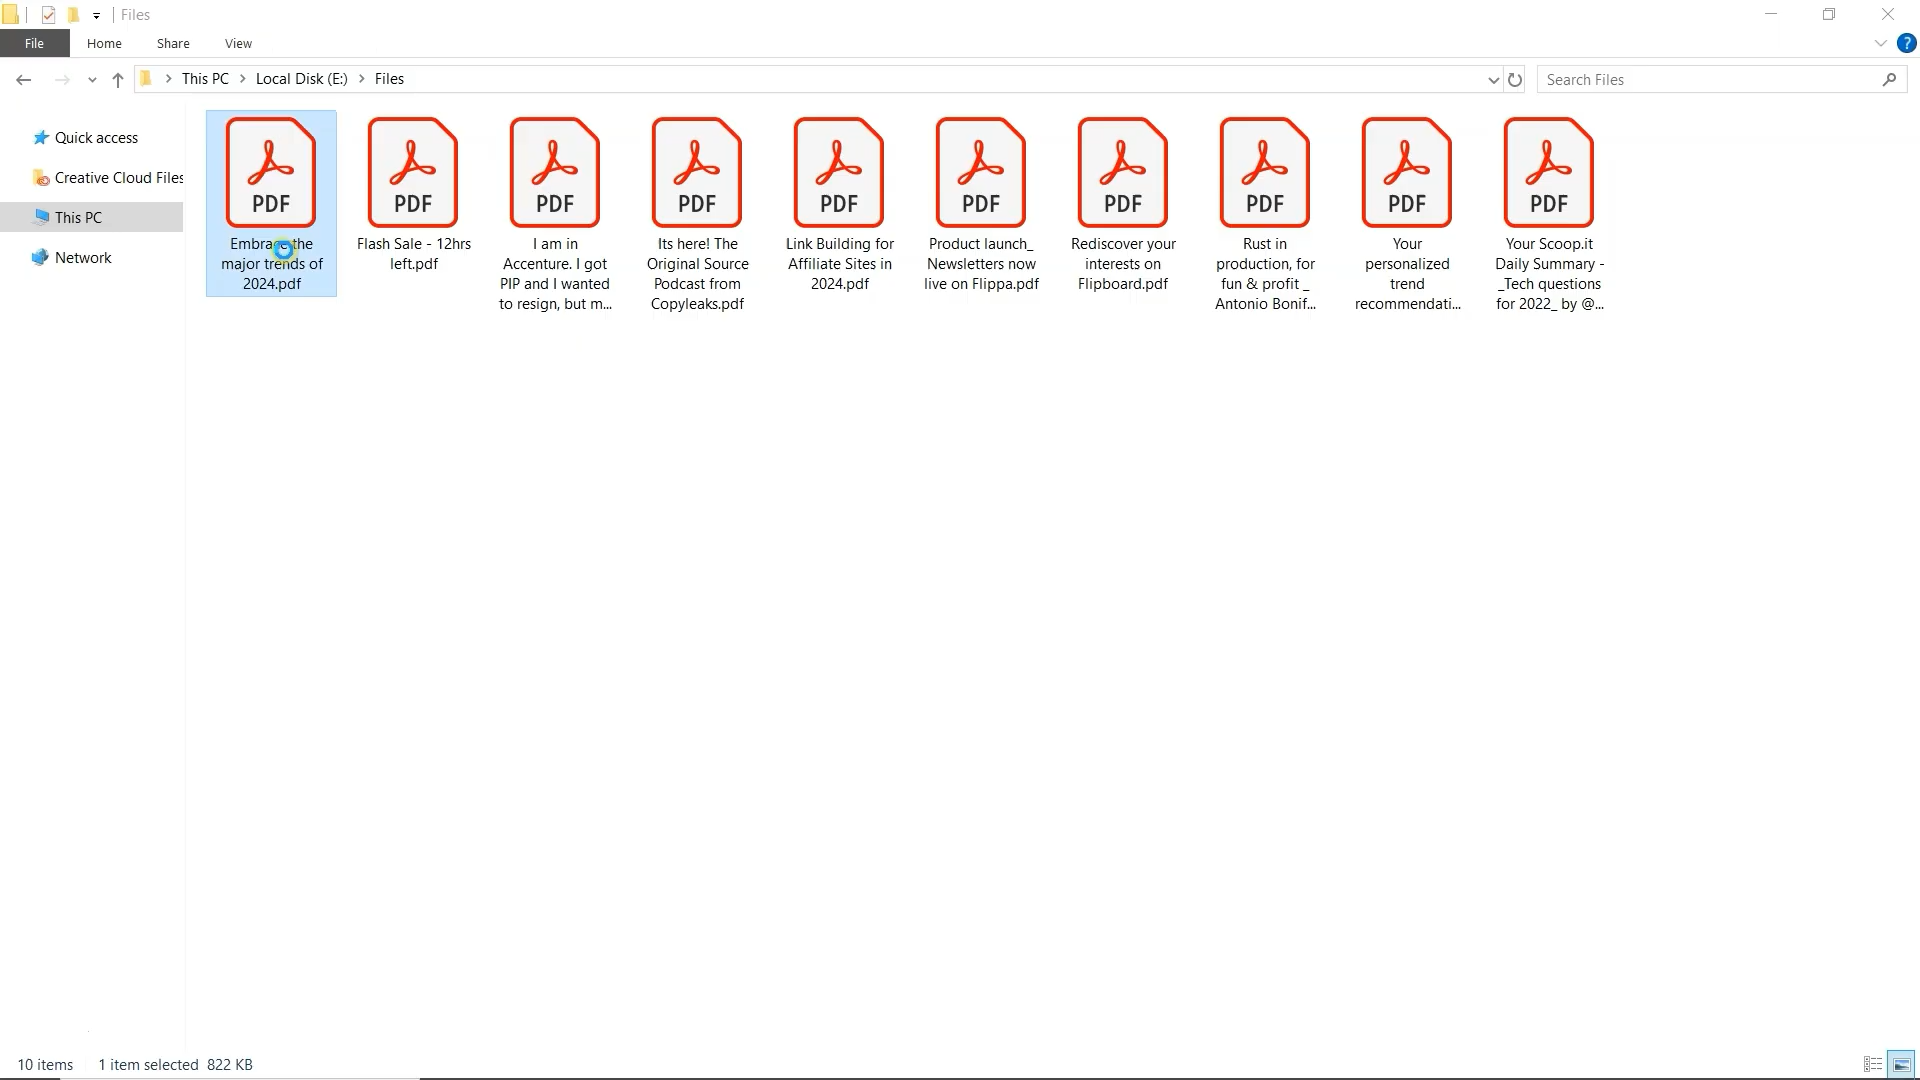 Files
File Home Share View
This PC Local Disk (E:) Files
Search Files
Quick access
Creative Cloud Files
This PC
Network
PDF
Embrace the
major trends of
2024.pdf
PDF
Flash Sale - 12hrs
left.pdf
PDF
I am in
Accenture. I got
PIP and I wanted
to resign, but m...
PDF
Its here! The
Original Source
Podcast from
Copyleaks.pdf
PDF
Link Building for
Affiliate Sites in
2024.pdf
PDF
Product launch_
Newsletters now
live on Flippa.pdf
PDF
Rediscover your
interests on
Flipboard.pdf
PDF
Rust in
production, for
fun & profit _
Antonio Bonif...
PDF
Your
personalized
trend
recommendati...
PDF
Your Scoop.it
Daily Summary -
_Tech questions
for 2022_ by @...
10 items 1 item selected 822 KB